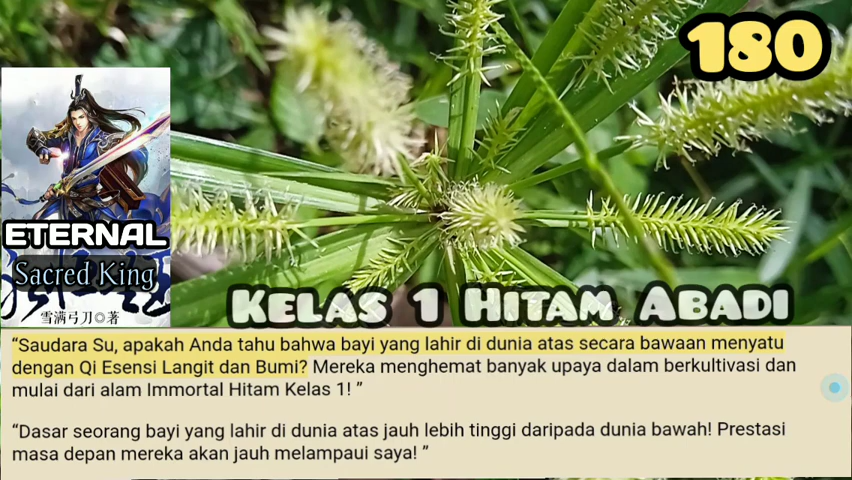 180
ETERNAL
Sacred King
雪满弓刀◎著
KELAS 1 HITAM ABADI
“Saudara Su, apakah Anda tahu bahwa bayi yang lahir di dunia atas secara bawaan menyatu
dengan Qi Esensi Langit dan Bumi? Mereka menghemat banyak upaya dalam berkultivasi dan
mulai dari alam Immortal Hitam Kelas 1! ”
“Dasar seorang bayi yang lahir di dunia atas jauh lebih tinggi daripada dunia bawah! Prestasi
masa depan mereka akan jauh melampaui saya! ”